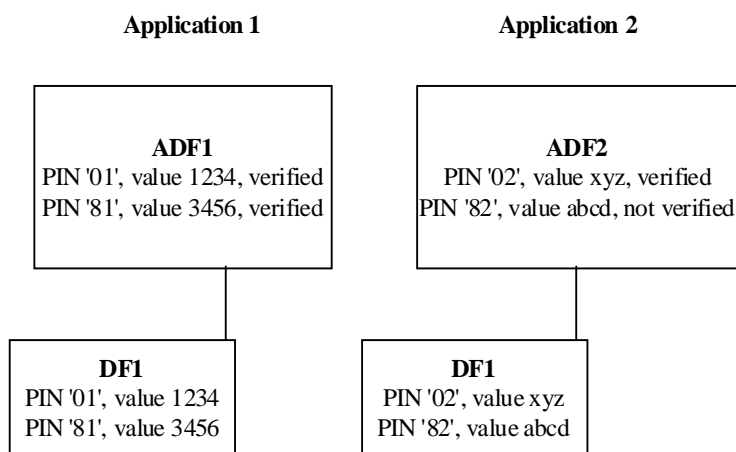 Application 1
Application 2
ADF1
PIN '01', value 1234, verified
PIN '81', value 3456, verified
ADF2
PIN '02', value xyz, verified
PIN '82', value abcd, not verified
DF1
PIN '01', value 1234
PIN '81', value 3456
DF1
PIN '02', value xyz
PIN '82', value abcd